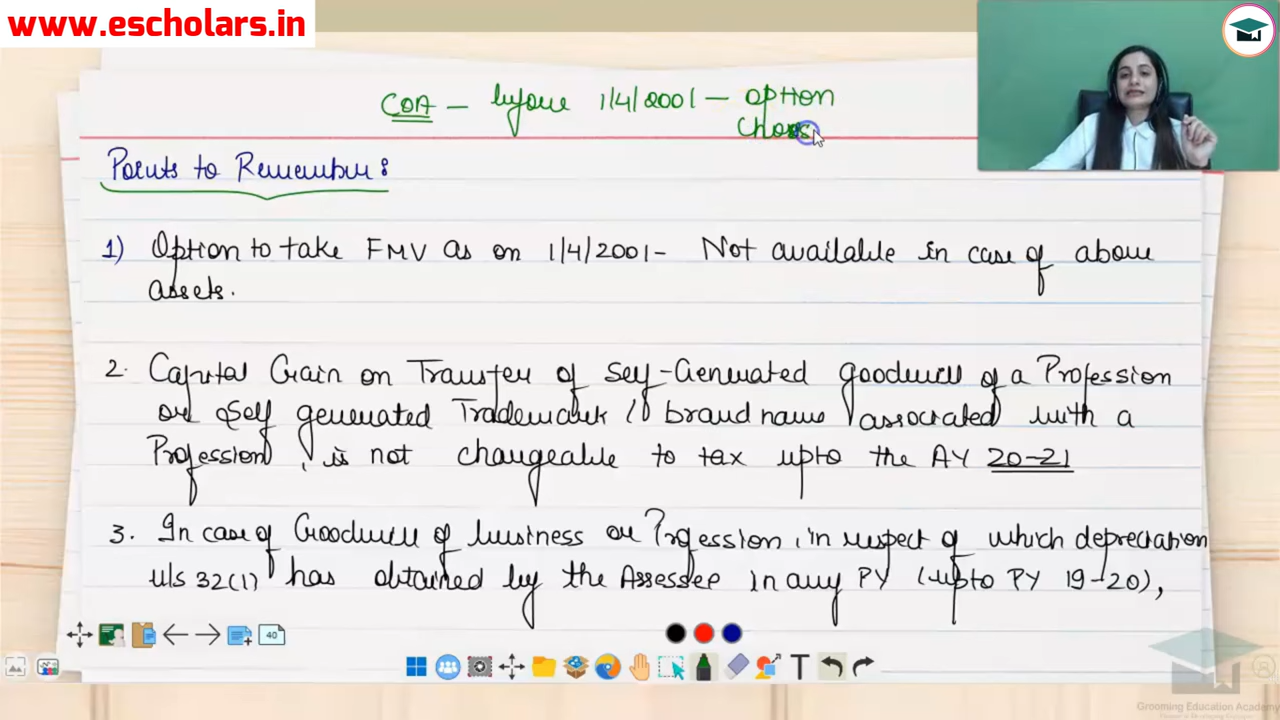 www.escholars.in
COA – before 1/4/2001 – option
Choos
Points to Remember:
1) Option to take FMV as on 1/4/2001 - Not available in case of above
assets.
2. Capital Gain on Transfer of Self-Generated goodwill of a Profession
or Self generated Trademark / brand name associated with a
Profession, is not chargeable to tax upto the AY 20-21
3. In case of Goodwill of business or Profession, in respect of which depreciation
u/s 32(1) has obtained by the Assessee in any PY (upto PY 19-20),
40
T
Grooming Education Academy